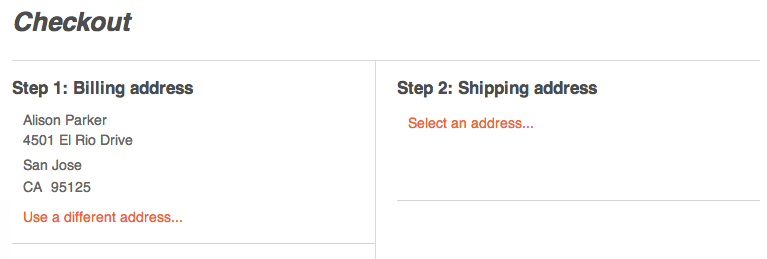 Checkout
Step 1: Billing address
Alison Parker
4501 El Rio Drive
San Jose
CA 95125
Use a different address...
Step 2: Shipping address
Select an address...